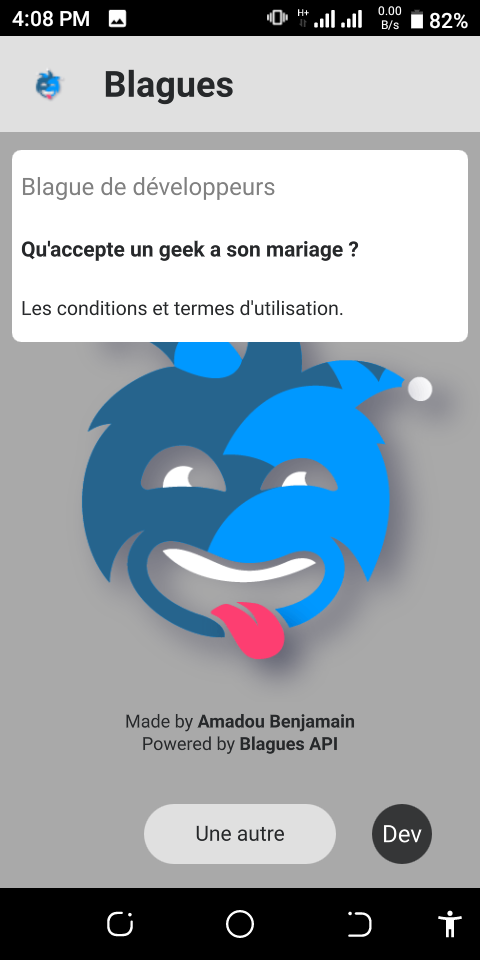 4:08 PM
H+
0.00
B/s
82%
Blagues
Blague de développeurs
Qu'accepte un geek a son mariage ?
Les conditions et termes d'utilisation.
Made by Amadou Benjamain
Powered by Blagues API
Une autre
Dev